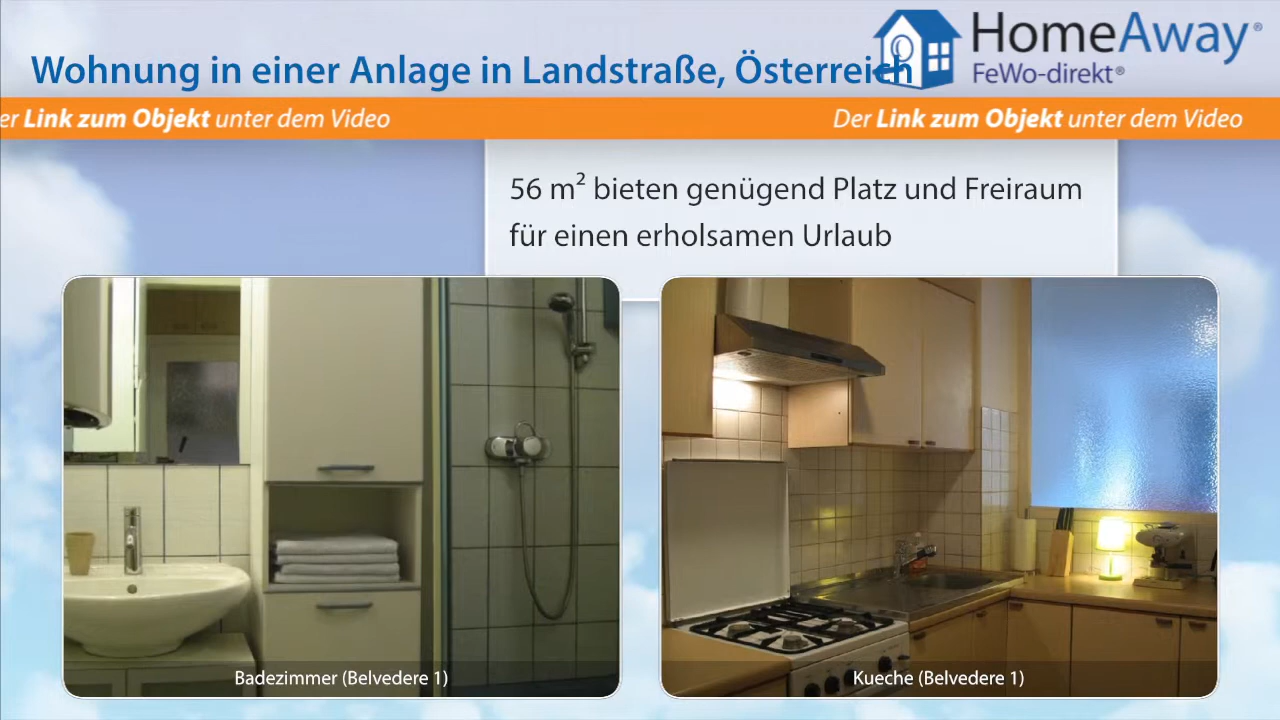 Wohnung in einer Anlage in Landstraße, Österreich
HomeAway®
FeWo-direkt®
er Link zum Objekt unter dem Video
Der Link zum Objekt unter dem Video
56 m² bieten genügend Platz und Freiraum
für einen erholsamen Urlaub
Badezimmer (Belvedere 1)
Kueche (Belvedere 1)